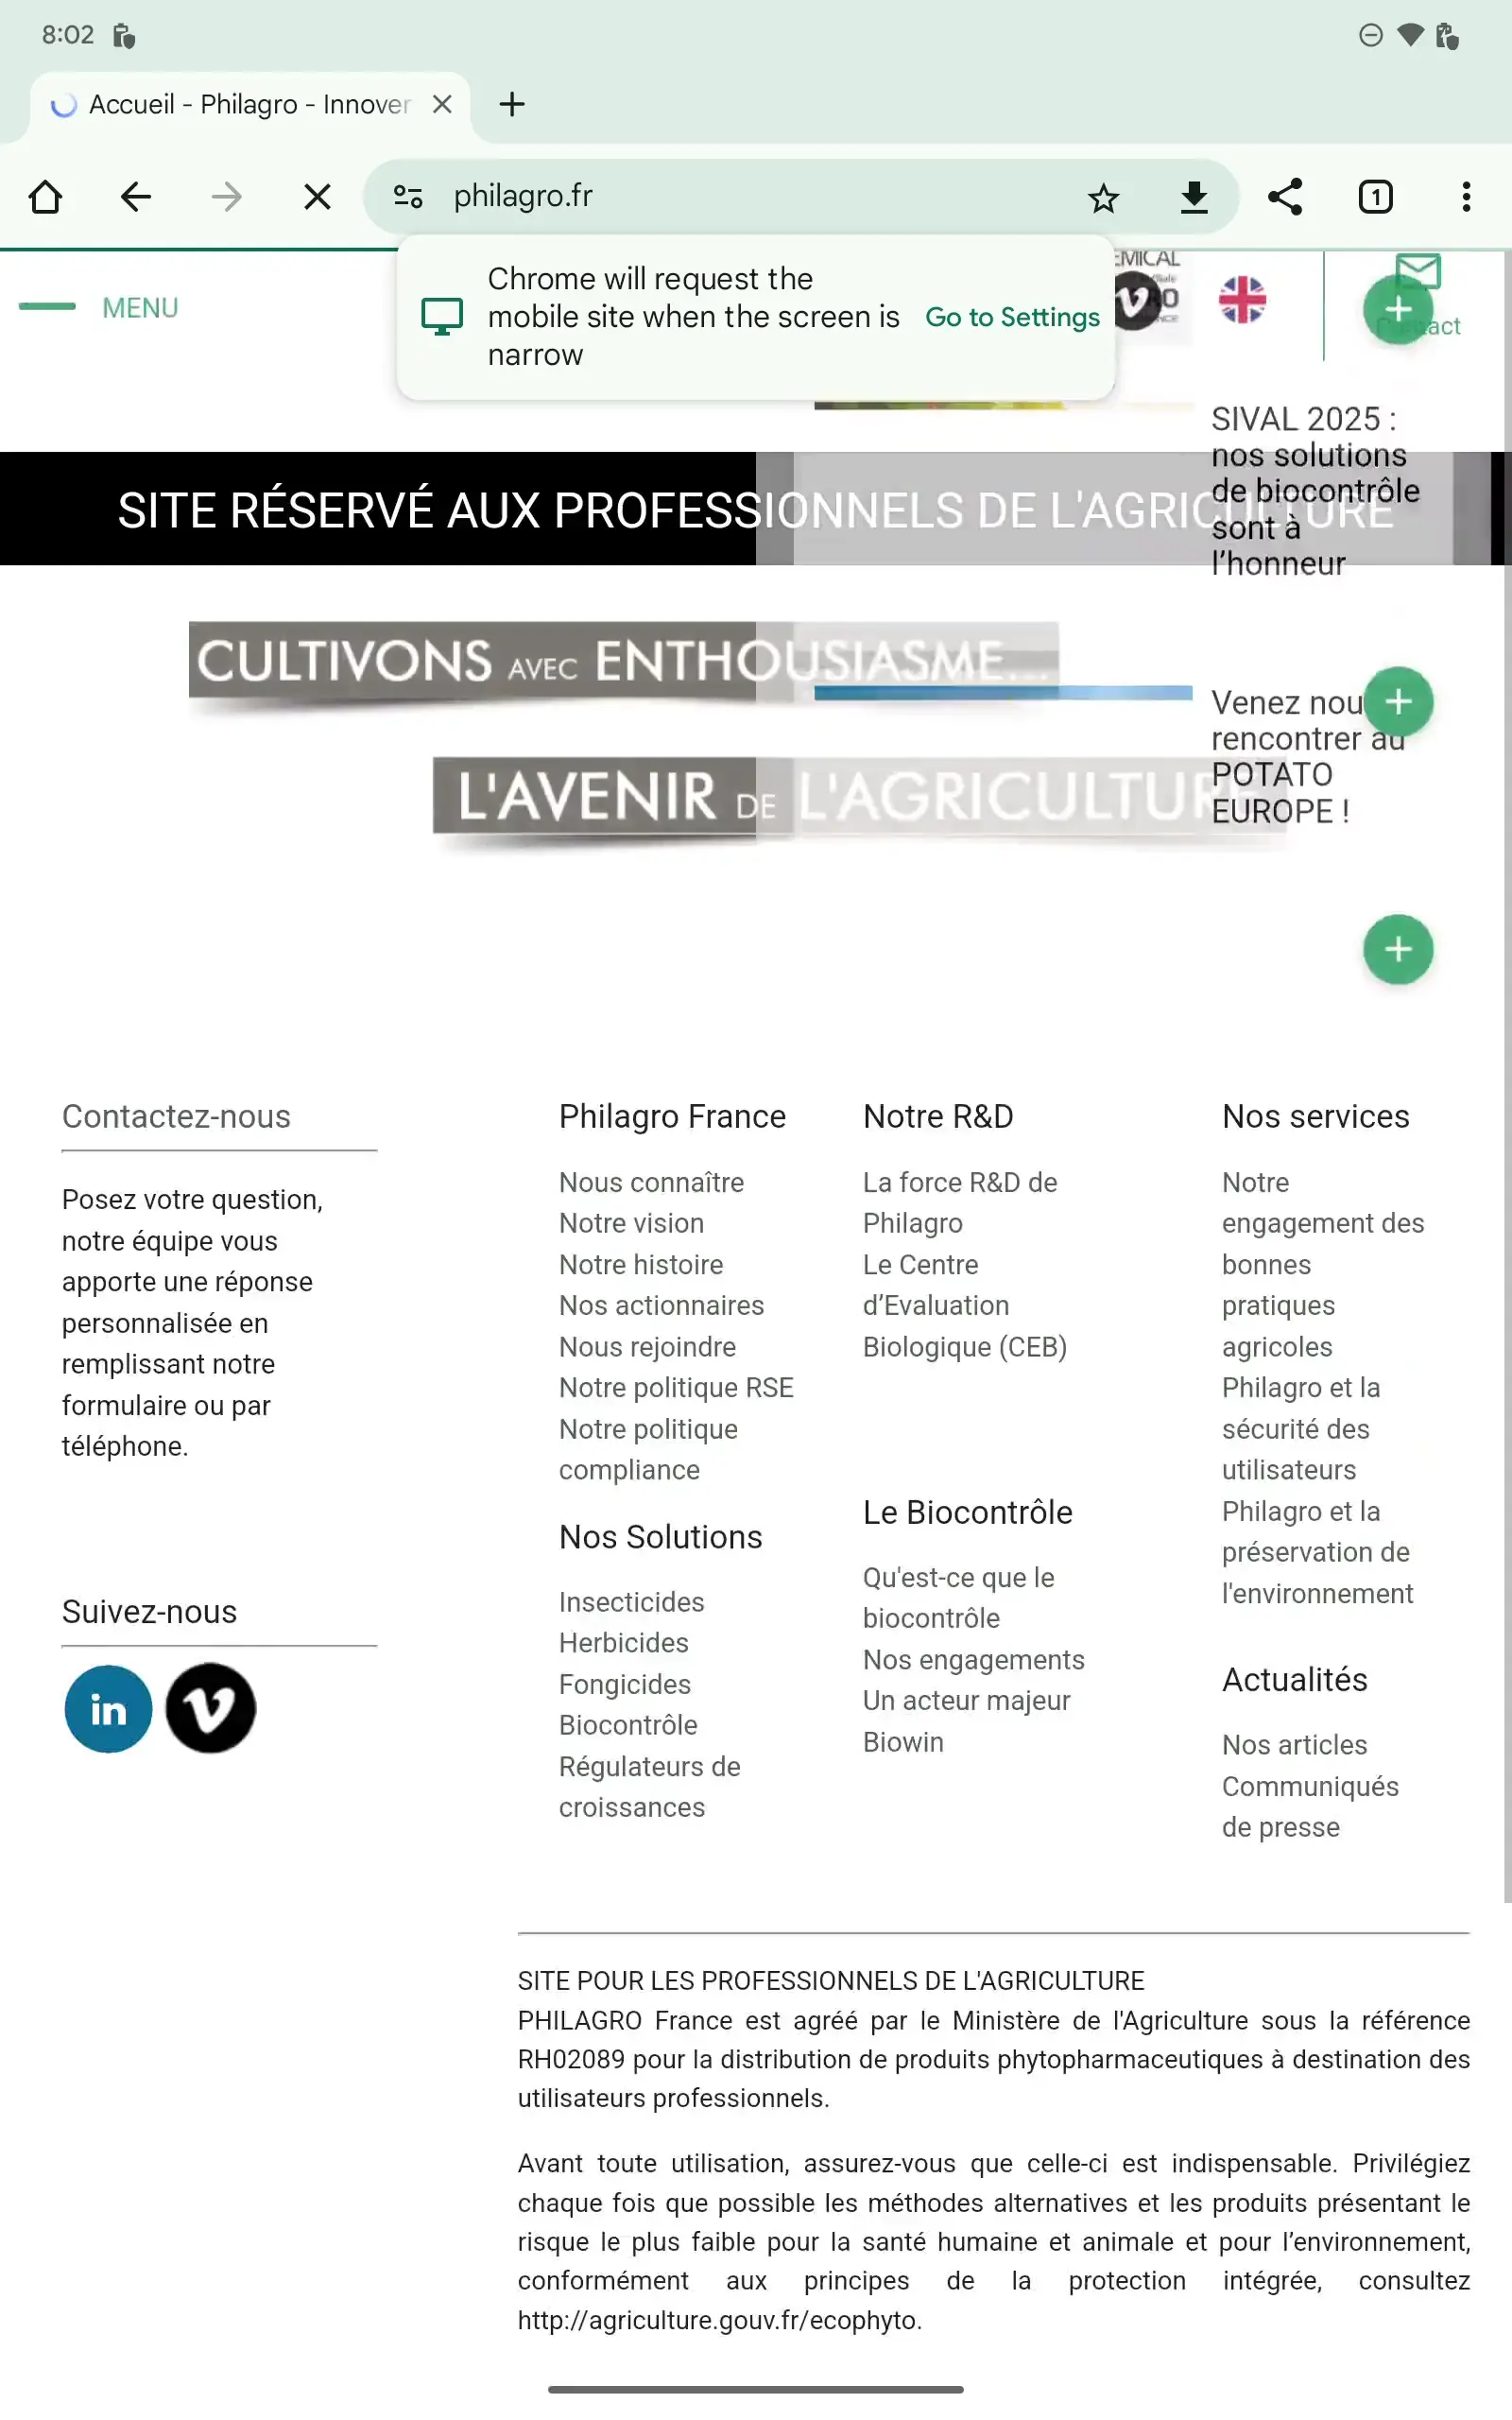 8:02
Accueil - Philagro - Innover
philagro.fr
1
Chrome will request the
mobile site when the screen is
narrow
Go to Settings
MENU
SIVAL 2025 :
nos solutions
de biocontrôle
sont à
l’honneur
SITE RÉSERVÉ AUX PROFESSIONNELS DE L'AGRICULTURE
CULTIVONS AVEC ENTHOUSIASME...
Venez nou
rencontrer au
POTATO
EUROPE !
L'AVENIR DE L'AGRICULTURE
Contactez-nous
Posez votre question,
notre équipe vous
apporte une réponse
personnalisée en
remplissant notre
formulaire ou par
téléphone.
Suivez-nous
in
Philagro France
Nous connaître
Notre vision
Notre histoire
Nos actionnaires
Nous rejoindre
Notre politique RSE
Notre politique
compliance
Nos Solutions
Insecticides
Herbicides
Fongicides
Biocontrôle
Régulateurs de
croissances
Notre R&D
La force R&D de
Philagro
Le Centre
d’Evaluation
Biologique (CEB)
Le Biocontrôle
Qu'est-ce que le
biocontrôle
Nos engagements
Un acteur majeur
Biowin
Nos services
Notre
engagement des
bonnes
pratiques
agricoles
Philagro et la
sécurité des
utilisateurs
Philagro et la
préservation de
l'environnement
Actualités
Nos articles
Communiqués
de presse
SITE POUR LES PROFESSIONNELS DE L'AGRICULTURE
PHILAGRO France est agréé par le Ministère de l'Agriculture sous la référence
RH02089 pour la distribution de produits phytopharmaceutiques à destination des
utilisateurs professionnels.
Avant toute utilisation, assurez-vous que celle-ci est indispensable. Privilégiez
chaque fois que possible les méthodes alternatives et les produits présentant le
risque le plus faible pour la santé humaine et animale et pour l’environnement,
conformément aux principes de la protection intégrée, consultez
http://agriculture.gouv.fr/ecophyto.